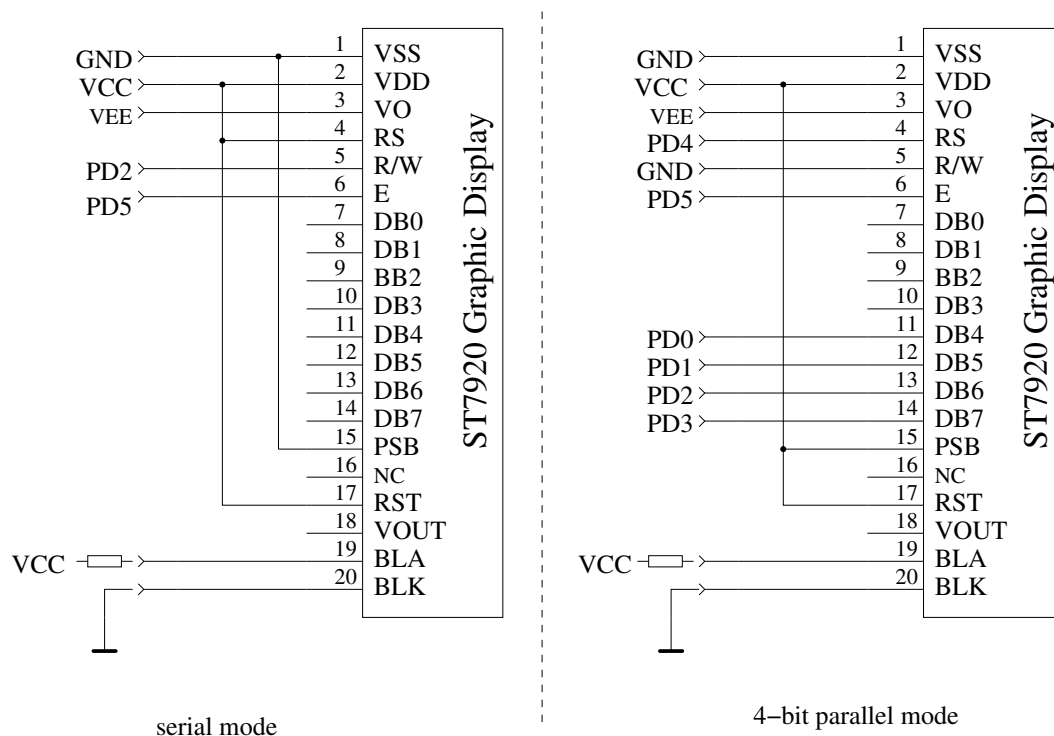 GND 1 VSS
VCC 2 VDD
VEE 3 VO
4 RS
PD2 5 R/W
PD5 6 E
7 DB0
8 DB1
9 BB2
10 DB3
11 DB4
12 DB5
13 DB6
14 DB7
15 PSB
16 NC
17 RST
18 VOUT
VCC 19 BLA
20 BLK
ST7920 Graphic Display
serial mode
GND 1 VSS
VCC 2 VDD
VEE 3 VO
PD4 4 RS
GND 5 R/W
PD5 6 E
7 DB0
8 DB1
9 BB2
10 DB3
PD0 11 DB4
PD1 12 DB5
PD2 13 DB6
PD3 14 DB7
15 PSB
16 NC
17 RST
18 VOUT
VCC 19 BLA
20 BLK
ST7920 Graphic Display
4−bit parallel mode